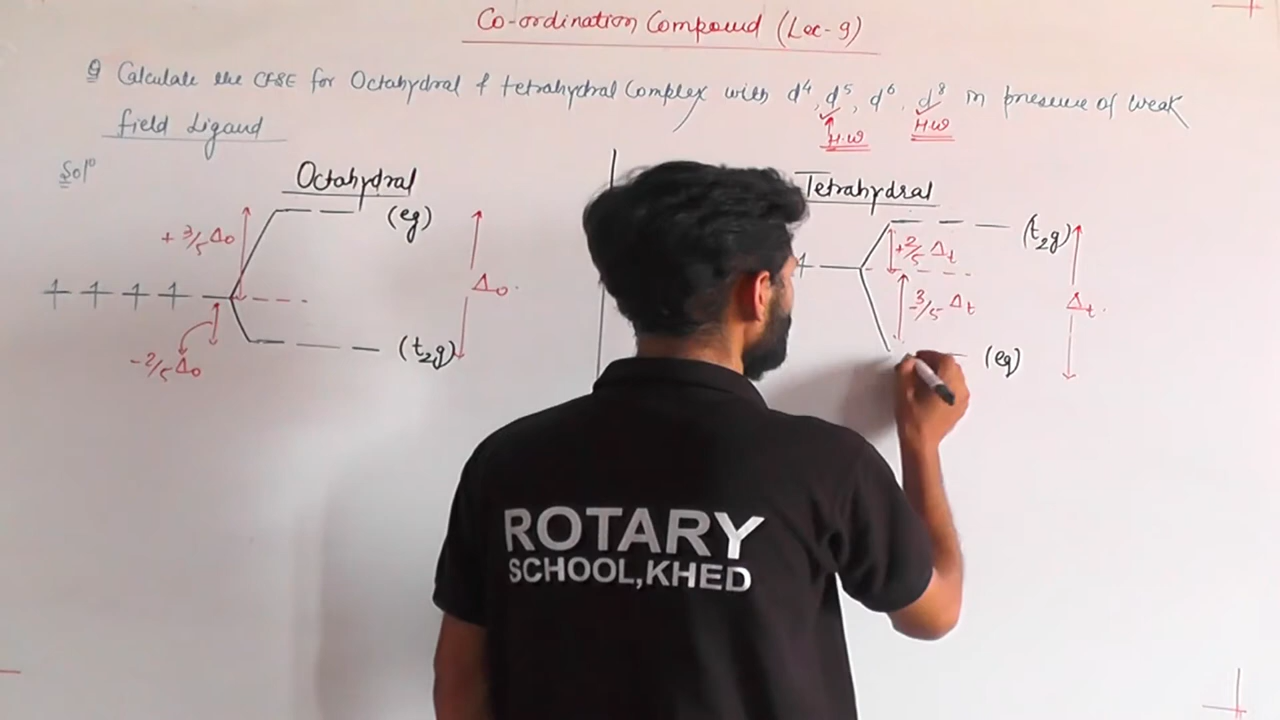 Co-ordination Compound (Lec-9)
Q Calculate the CFSE for Octahydral & tetrahydral Complex with d⁴, d⁵, d⁶, d⁸ in presence of weak
field Ligand
H.W
H.W
Solⁿ
Octahydral
Tetrahydral
(eg)
+ 3/5 Δo
Δo
- 2/5 Δo
(t₂g)
(t₂g)
+2/5 Δt
-3/5 Δt
Δt
(eg)
ROTARY
SCHOOL,KHED